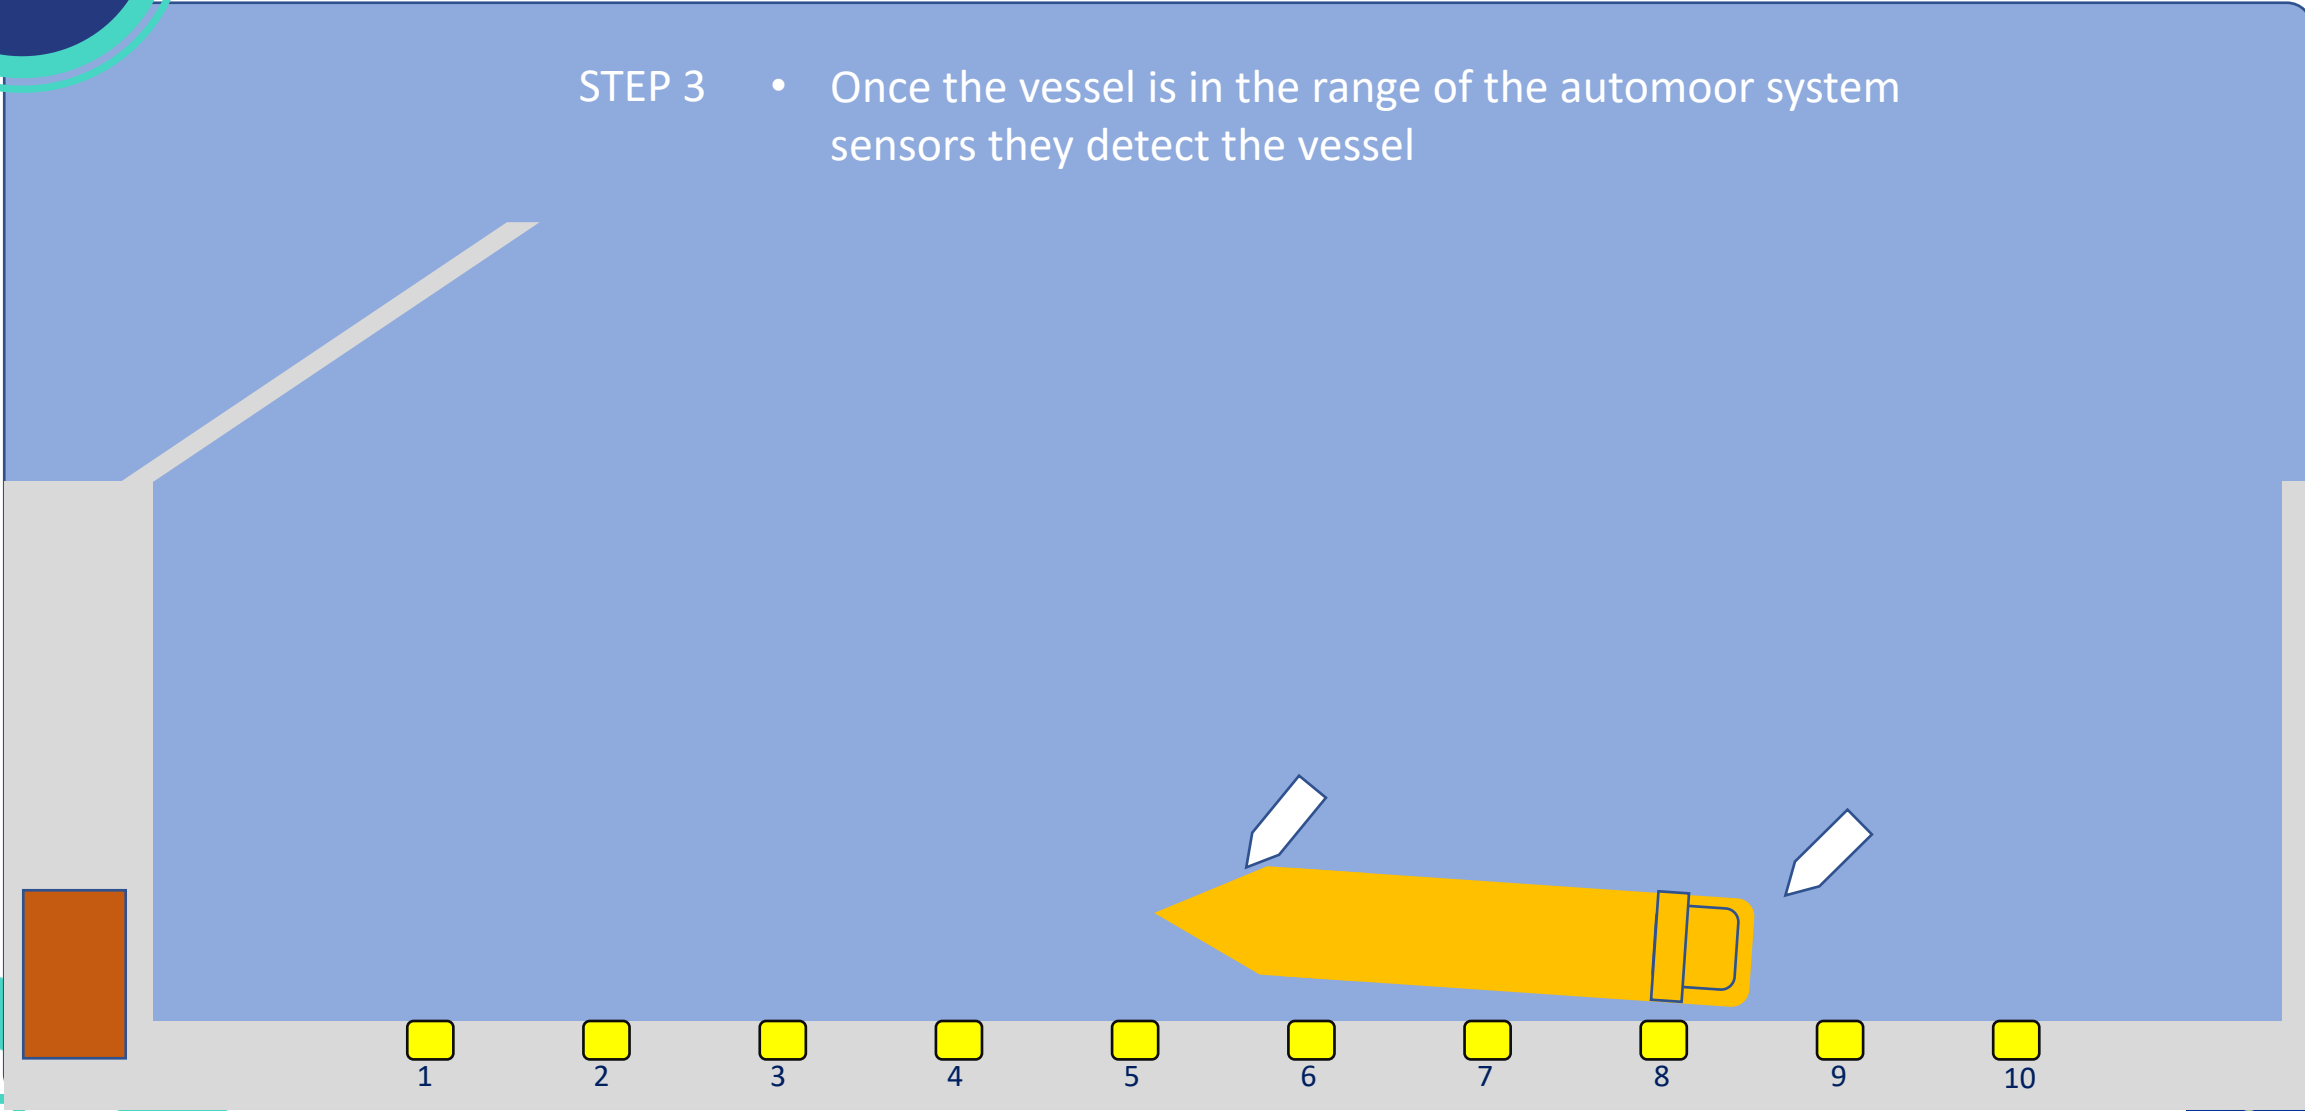 STEP 3 • Once the vessel is in the range of the automoor system
sensors they detect the vessel
1 2 3 4 5 6 7 8 9 10